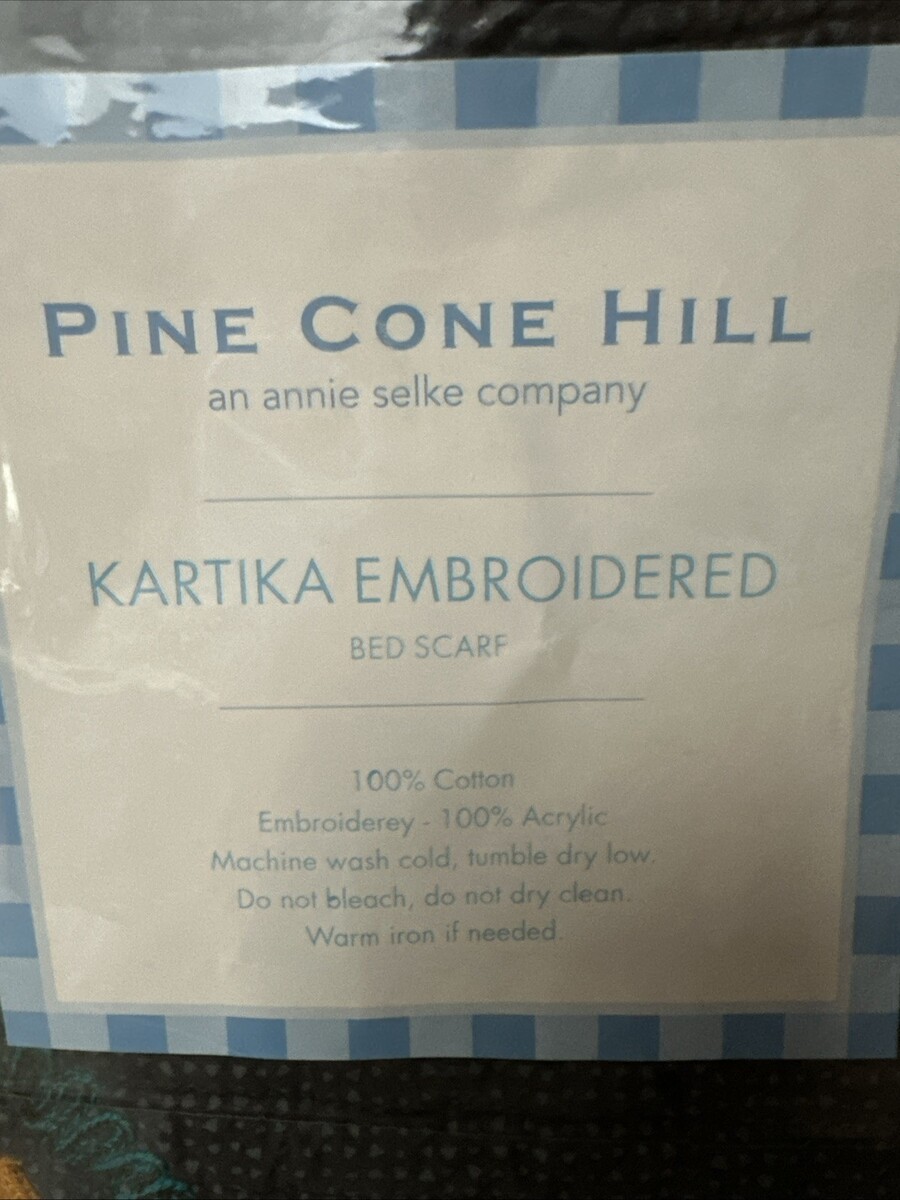 PINE CONE HILL
an annie selke company
KARTIKA EMBROIDERED
BED SCARF
100% Cotton
Embroiderey - 100% Acrylic
Machine wash cold, tumble dry low.
Do not bleach, do not dry clean.
Warm iron if needed.